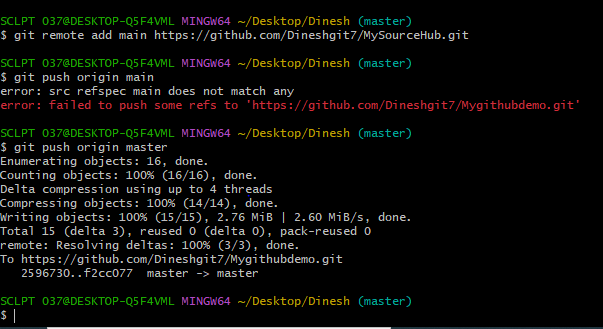 SCLPT 037@DESKTOP-Q5F4VML MINGW64 ~/Desktop/Dinesh (master)
$ git remote add main https://github.com/Dineshgit7/MySourceHub.git
SCLPT 037@DESKTOP-Q5F4VML MINGW64 ~/Desktop/Dinesh (master)
$ git push origin main
error: src refspec main does not match any
error: failed to push some refs to 'https://github.com/Dineshgit7/Mygithubdemo.git'
SCLPT 037@DESKTOP-Q5F4VML MINGW64 ~/Desktop/Dinesh (master)
$ git push origin master
Enumerating objects: 16, done.
Counting objects: 100% (16/16), done.
Delta compression using up to 4 threads
Compressing objects: 100% (14/14), done.
Writing objects: 100% (15/15), 2.76 MiB | 2.60 MiB/s, done.
Total 15 (delta 3), reused 0 (delta 0), pack-reused 0
remote: Resolving deltas: 100% (3/3), done.
To https://github.com/Dineshgit7/Mygithubdemo.git
   2596730..f2cc077  master -> master
SCLPT 037@DESKTOP-Q5F4VML MINGW64 ~/Desktop/Dinesh (master)
$